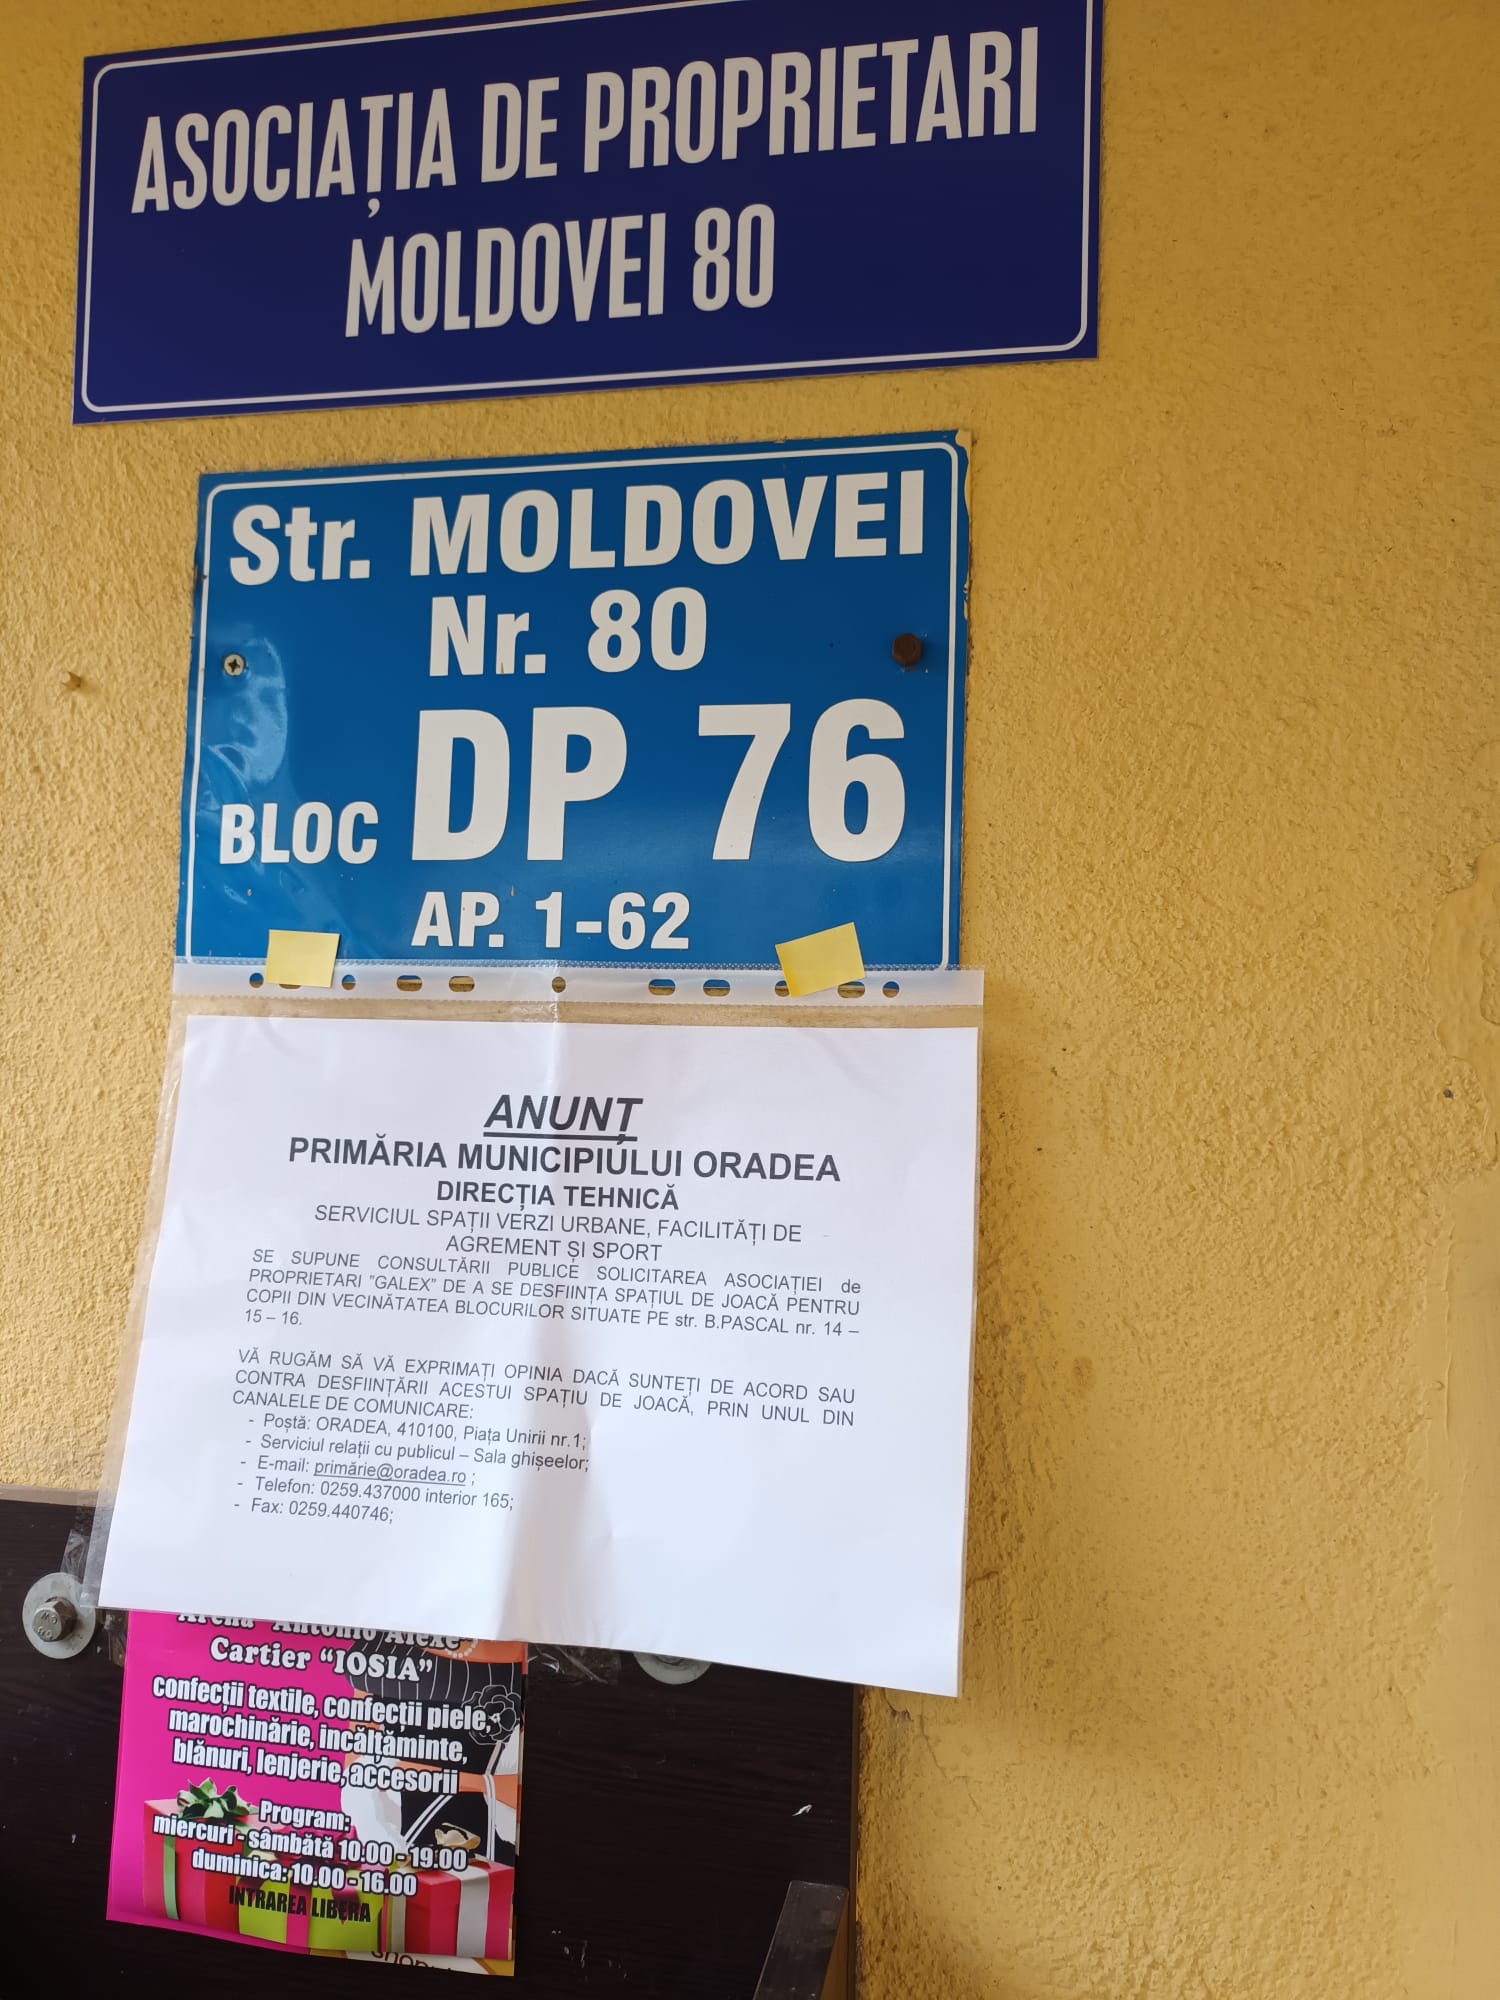 ASOCIAȚIA DE PROPRIETARI
MOLDOVEI 80
Str. MOLDOVEI
Nr. 80
BLOC DP 76
AP. 1-62
ANUNȚ
PRIMĂRIA MUNICIPIULUI ORADEA
DIRECȚIA TEHNICĂ
SERVICIUL SPAȚII VERZI URBANE, FACILITĂȚI DE
AGREMENT ȘI SPORT
SE SUPUNE CONSULTĂRII PUBLICE SOLICITAREA ASOCIAȚIEI de
PROPRIETARI "GALEX" DE A SE DESFIINȚA SPAȚIUL DE JOACĂ PENTRU
COPII DIN VECINĂTATEA BLOCURILOR SITUATE PE str. B.PASCAL nr. 14 –
15 – 16.
VĂ RUGĂM SĂ VĂ EXPRIMAȚI OPINIA DACĂ SUNTEȚI DE ACORD SAU
CONTRA DESFIINȚĂRII ACESTUI SPAȚIU DE JOACĂ, PRIN UNUL DIN
CANALELE DE COMUNICARE:
- Poștă: ORADEA, 410100, Piața Unirii nr.1;
- Serviciul relații cu publicul – Sala ghișeelor;
- E-mail: primărie@oradea.ro ;
- Telefon: 0259.437000 interior 165;
- Fax: 0259.440746;
Arena "Antonio Alexe"
Cartier "IOSIA"
confecții textile, confecții piele,
marochinărie, încălțăminte,
blănuri, lenjerie, accesorii
Program:
miercuri - sâmbătă 10.00 - 19.00
duminica: 10.00 - 16.00
INTRAREA LIBERA